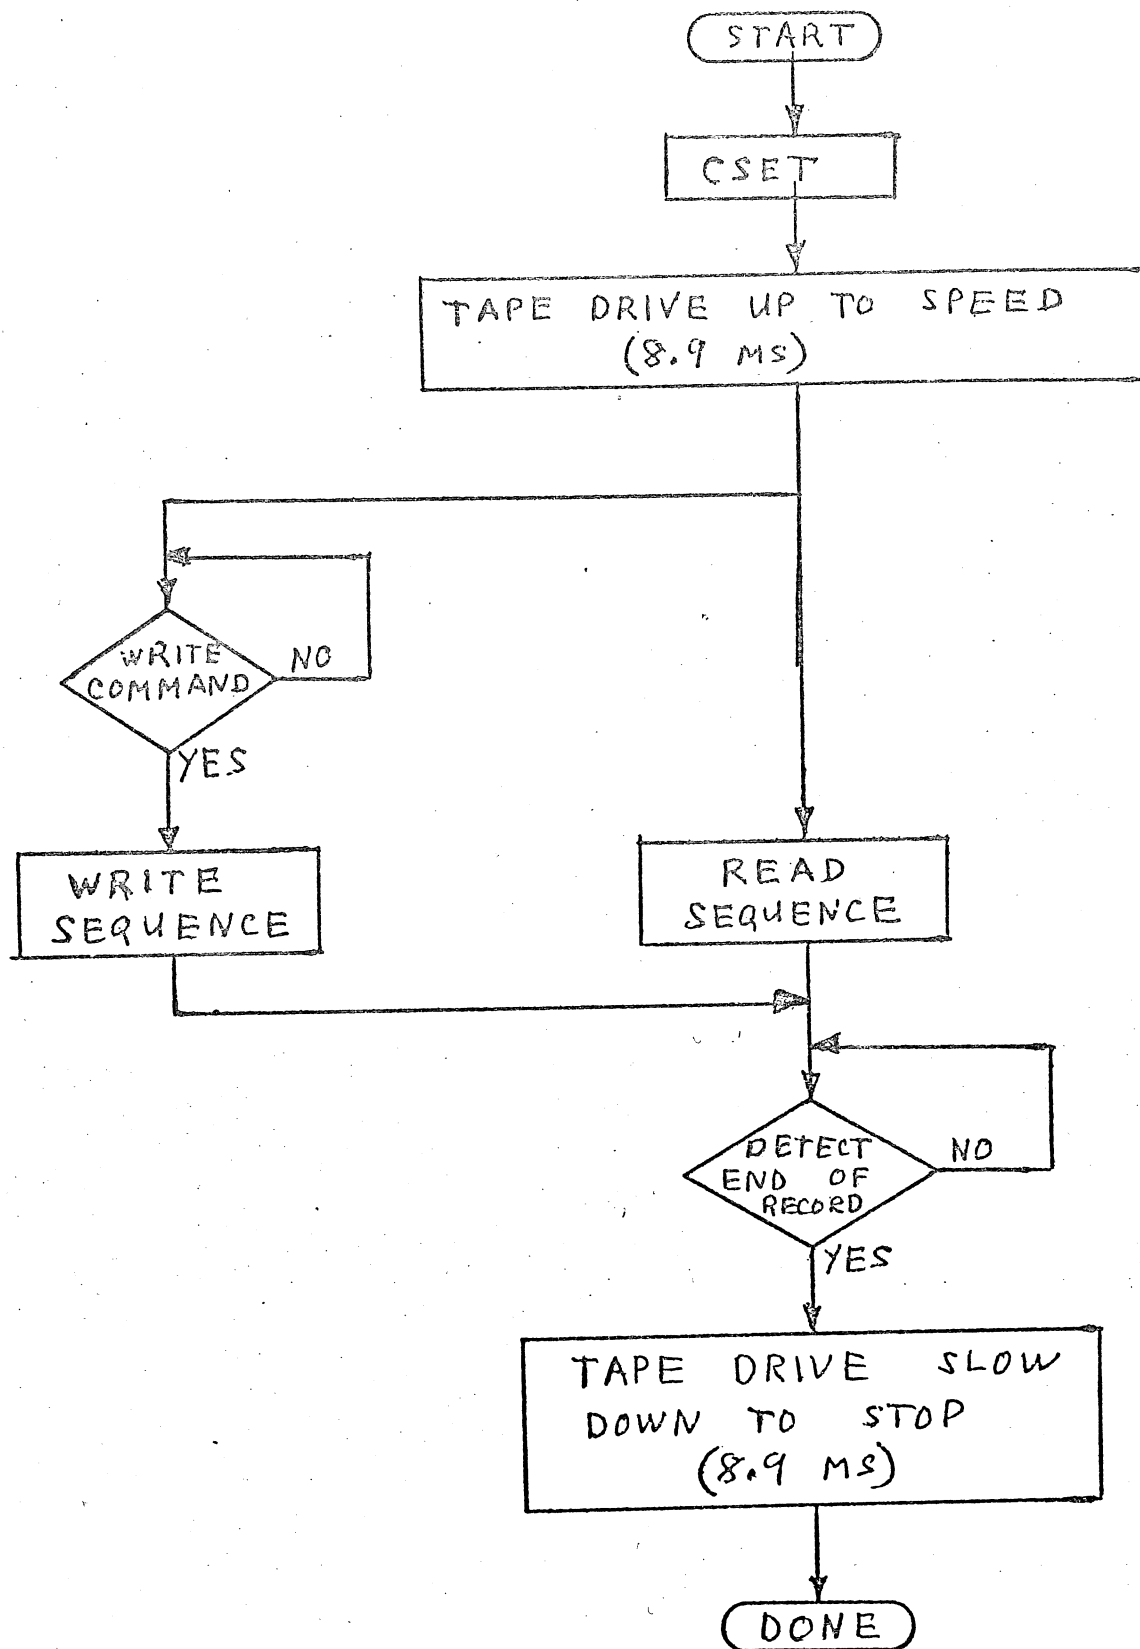 START
CSET
TAPE DRIVE UP TO SPEED
(8.9 MS)
WRITE
COMMAND
NO
YES
WRITE
SEQUENCE
READ
SEQUENCE
DETECT
END OF
RECORD
NO
YES
TAPE DRIVE SLOW
DOWN TO STOP
(8.9 MS)
DONE